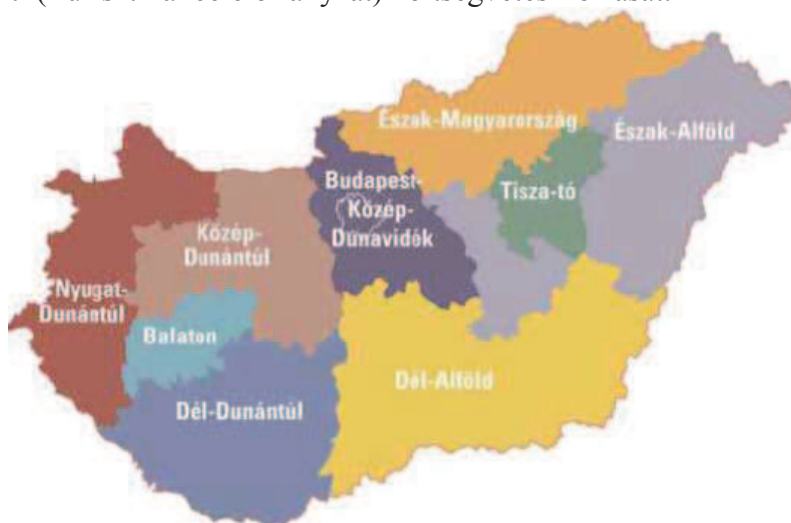 Észak-Magyarország
Észak-Alföld
Budapest-
Közép-
Dunavidék
Tisza-tó
Közép-
Dunántúl
Nyugat-
Dunántúl
Balaton
Dél-Alföld
Dél-Dunántúl